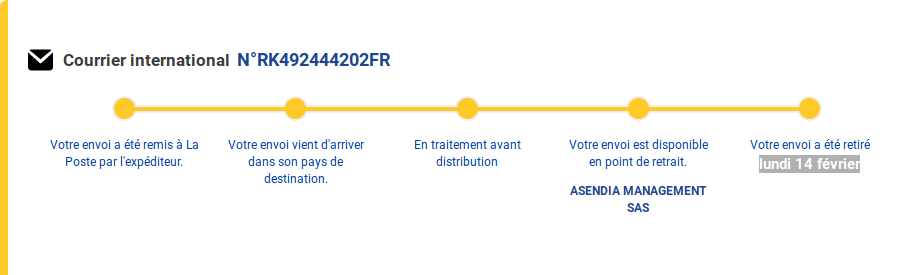 Courrier international N°RK492444202FR
Votre envoi a été remis à La
Poste par l'expéditeur.
Votre envoi vient d'arriver
dans son pays de
destination.
En traitement avant
distribution
Votre envoi est disponible
en point de retrait.
ASENDIA MANAGEMENT
SAS
Votre envoi a été retiré
lundi 14 février